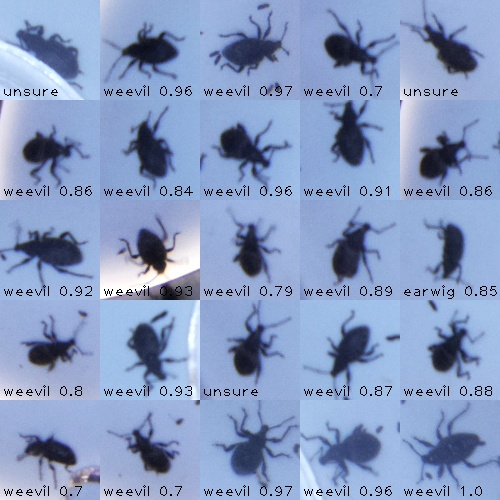 unsure
weevil 0.96
weevil 0.97
weevil 0.7
unsure
weevil 0.86
weevil 0.84
weevil 0.96
weevil 0.91
weevil 0.86
weevil 0.92
weevil 0.93
weevil 0.79
weevil 0.89
earwig 0.85
weevil 0.8
weevil 0.93
unsure
weevil 0.87
weevil 0.88
weevil 0.7
weevil 0.7
weevil 0.97
weevil 0.96
weevil 1.0